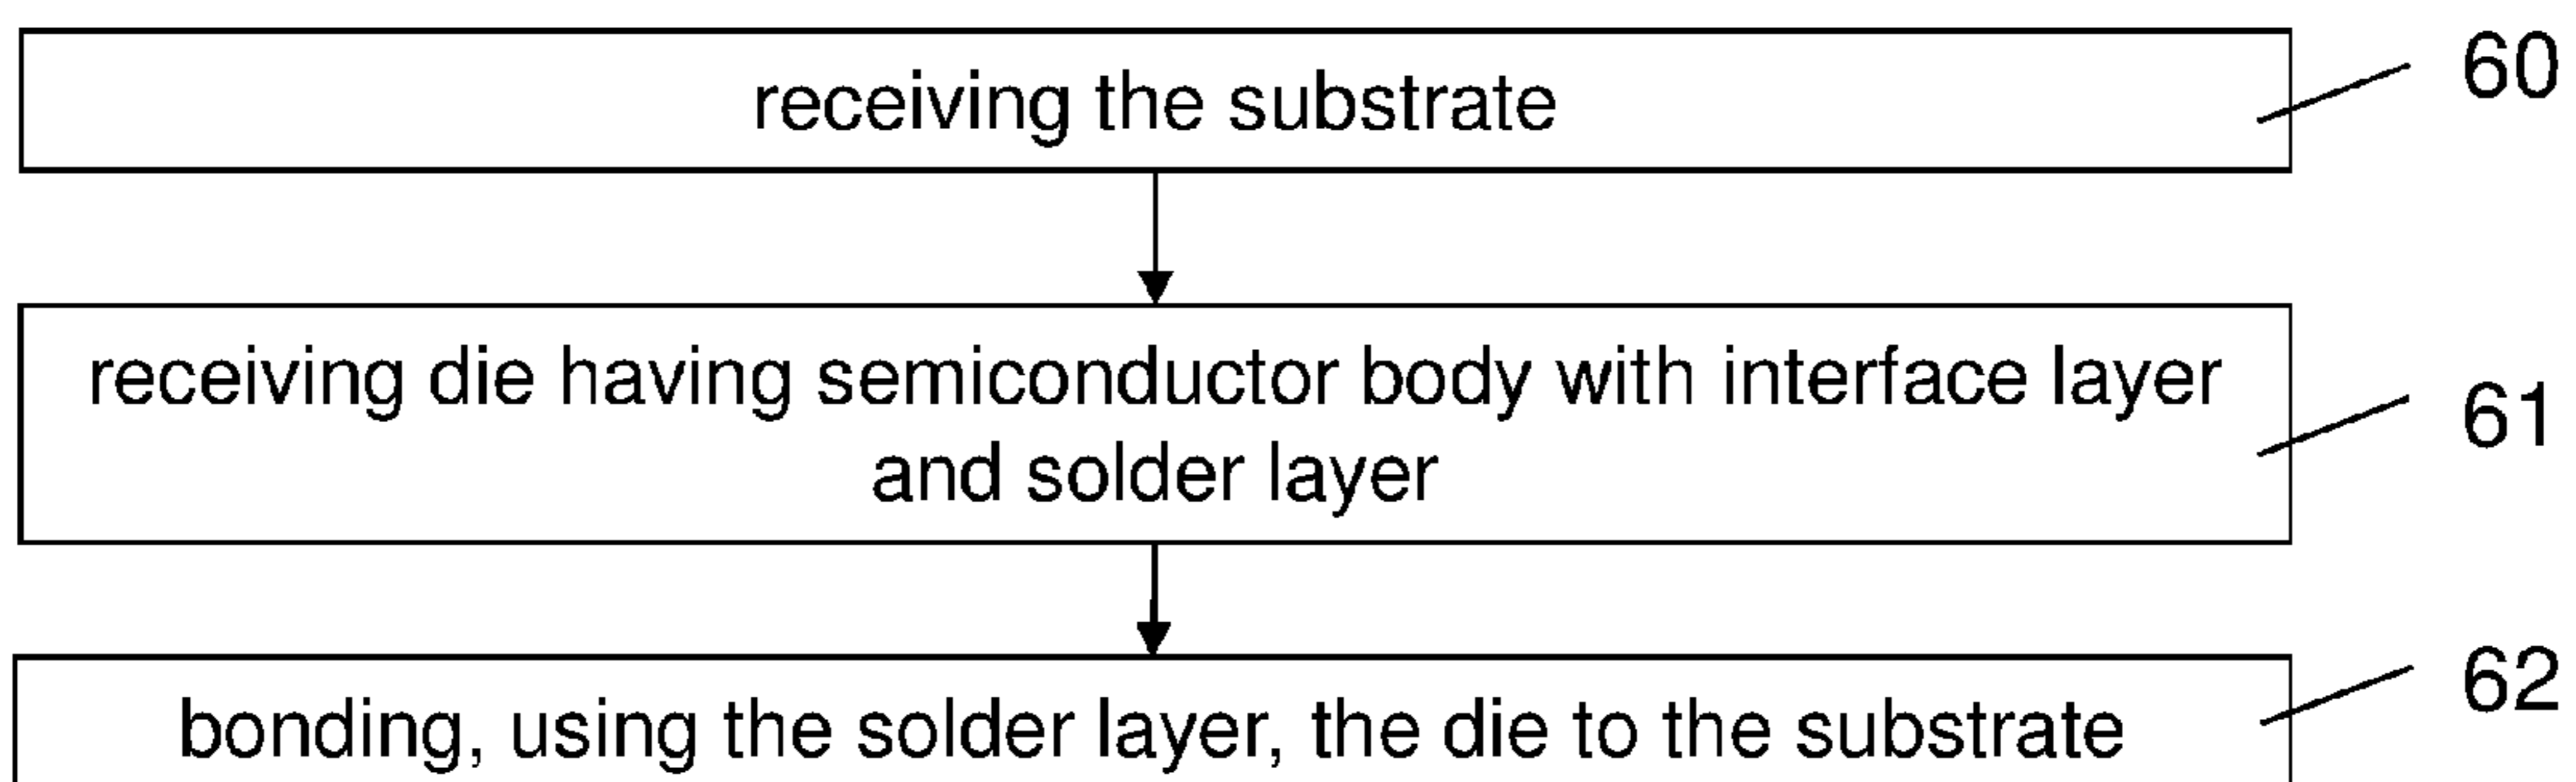 receiving the substrate
60
receiving die having semiconductor body with interface layer
and solder layer
61
bonding, using the solder layer, the die to the substrate
62